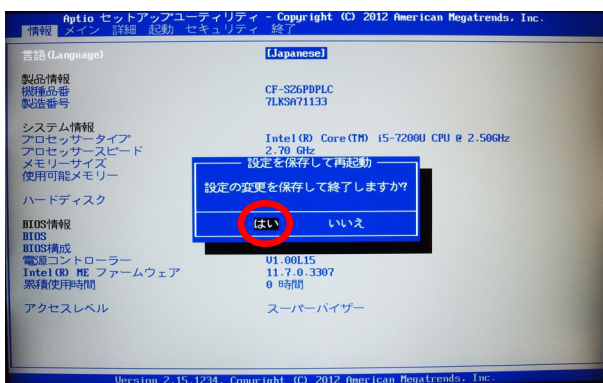 Aptio セットアップユーティリティ - Copyright (C) 2012 American Megatrends, Inc.
情報 メイン 詳細 起動 セキュリティ 終了
言語(Language) [Japanese]
製品情報
機種品番 CF-SZ6PDPLC
製造番号 7LKSA71133
システム情報
プロセッサータイプ Intel(R) Core(TM) i5-7200U CPU @ 2.50GHz
プロセッサースピード 2.70 GHz
メモリーサイズ
使用可能メモリー
設定を保存して再起動
設定の変更を保存して終了しますか?
はい いいえ
ハードディスク
BIOS情報
BIOS
BIOS構成
電源コントローラー V1.00L15
Intel(R) ME ファームウェア 11.7.0.3307
累積使用時間 0 時間
アクセスレベル スーパーバイザー
Version 2.15.1234. Copyright (C) 2012 American Megatrends, Inc.